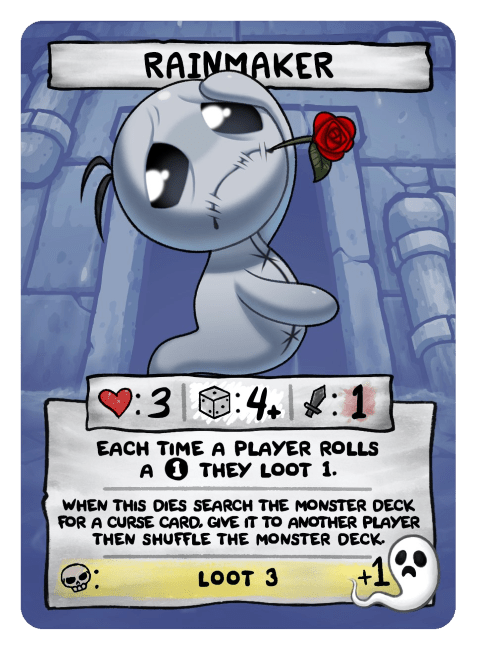 RAINMAKER
:3 :4+ :1
EACH TIME A PLAYER ROLLS
A 1 THEY LOOT 1.
WHEN THIS DIES SEARCH THE MONSTER DECK
FOR A CURSE CARD, GIVE IT TO ANOTHER PLAYER
THEN SHUFFLE THE MONSTER DECK.
: LOOT 3 +1